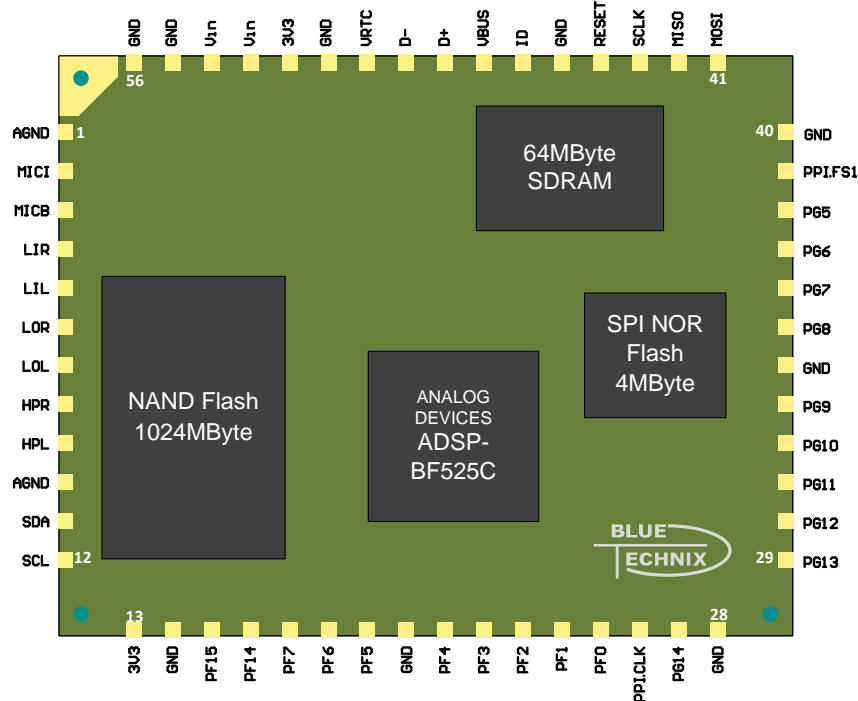 GND GND Vin Vin 3V3 GND VRTC D- D+ VBUS ID GND RESET SCLK MISO MOSI
56 41
AGND 1
MICI
MICB
LIR
LIL
LOR
LOL
HPR
HPL
AGND
SDA
SCL 12
64MByte
SDRAM
NAND Flash
1024MByte
ANALOG
DEVICES
ADSP-
BF525C
SPI NOR
Flash
4MByte
BLUE
TECHNIX
40 GND
PPI.FS1
PG5
PG6
PG7
PG8
GND
PG9
PG10
PG11
PG12
29 PG13
13 28
3V3 GND PF15 PF14 PF7 PF6 PF5 GND PF4 PF3 PF2 PF1 PF0 PPI.CLK PG14 GND